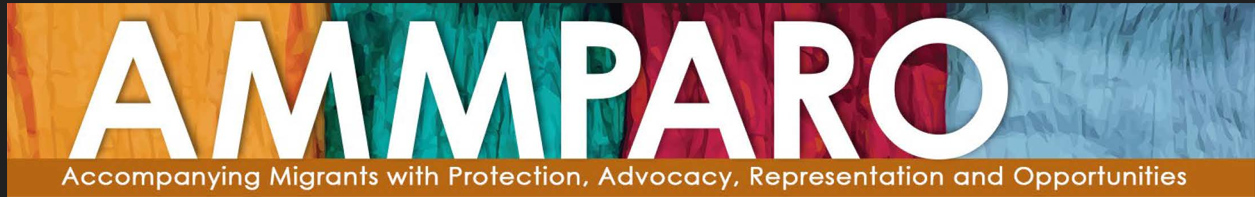 AMMPARO
Accompanying Migrants with Protection, Advocacy, Representation and Opportunities